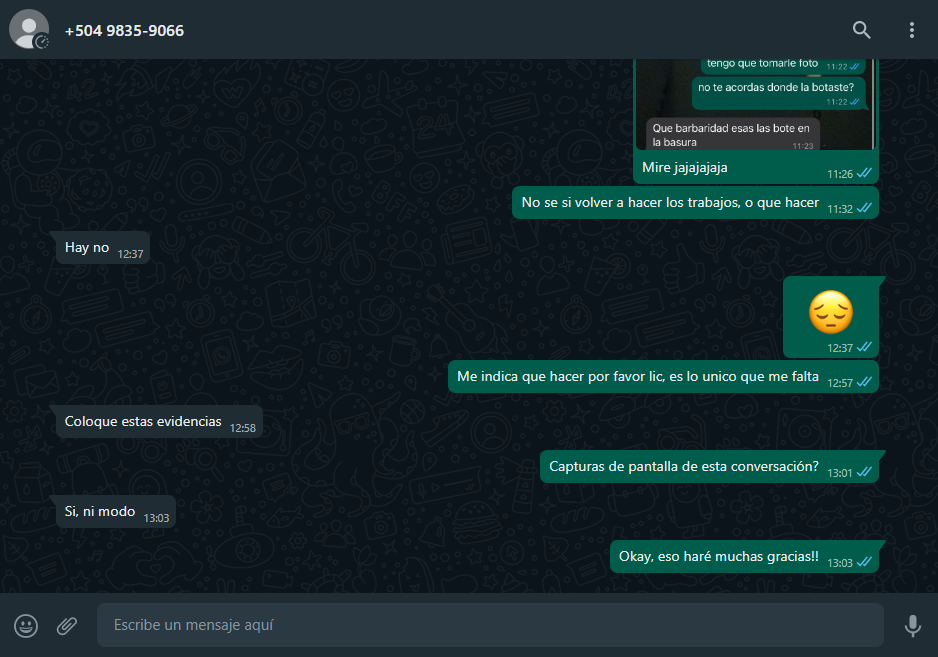 +504 9835-9066
tengo que tomarle foto 11:22
no te acordas donde la botaste?
11:22
Que barbaridad esas las bote en
la basura 11:23
Mire jajajajaja 11:26
No se si volver a hacer los trabajos, o que hacer 11:32
Hay no 12:37
😔
12:37
Me indica que hacer por favor lic, es lo unico que me falta 12:57
Coloque estas evidencias 12:58
Capturas de pantalla de esta conversación? 13:01
Si, ni modo 13:03
Okay, eso haré muchas gracias!! 13:03
Escribe un mensaje aquí